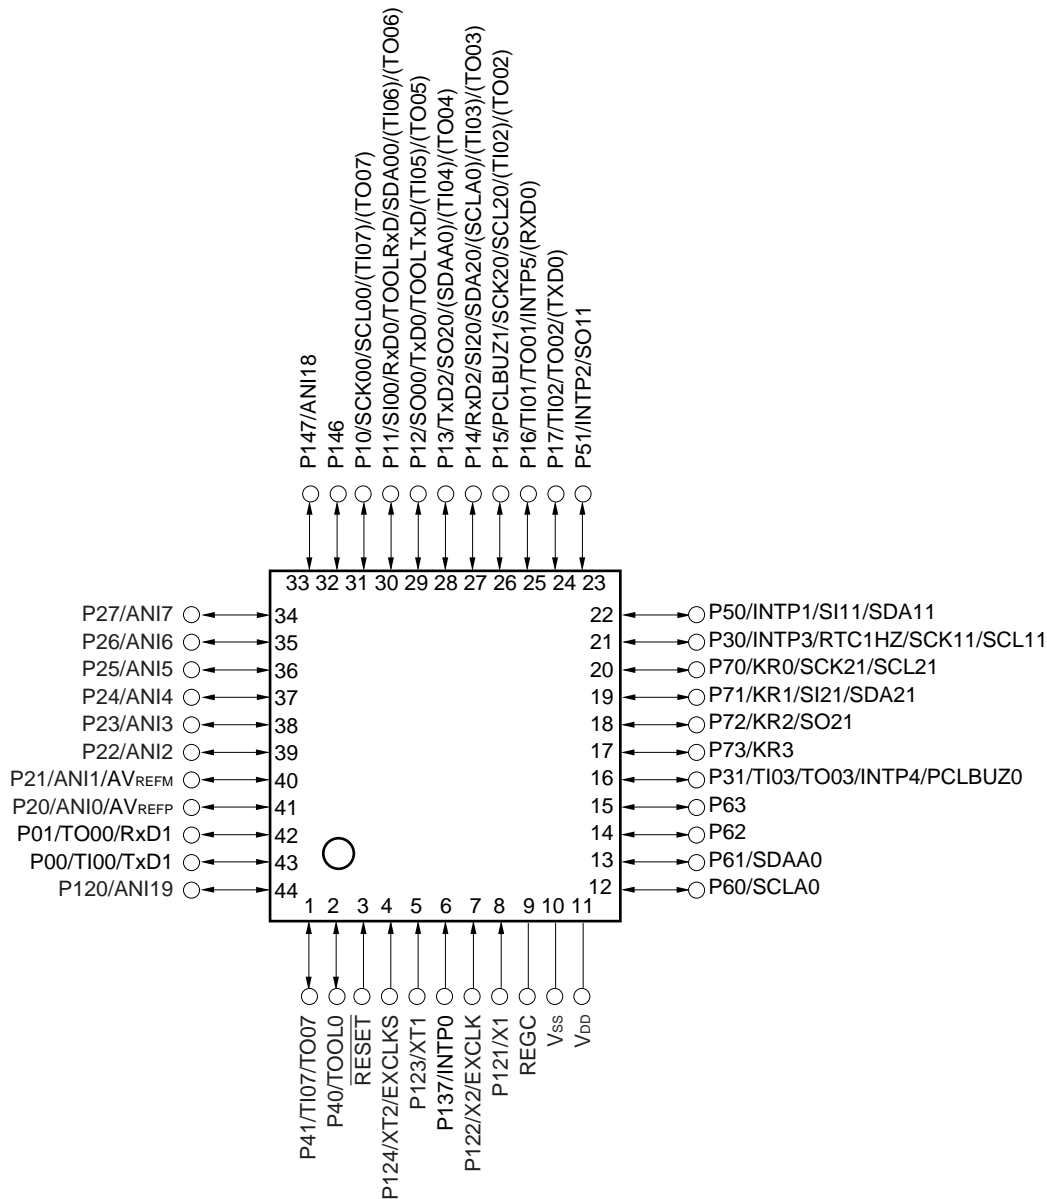 P147/ANI18
P146
P10/SCK00/SCL00/(TI07)/(TO07)
P11/SI00/RxD0/TOOLRxD/SDA00/(TI06)/(TO06)
P12/SO00/TxD0/TOOLTxD/(TI05)/(TO05)
P13/TxD2/SO20/(SDAA0)/(TI04)/(TO04)
P14/RxD2/SI20/SDA20/(SCLA0)/(TI03)/(TO03)
P15/PCLBUZ1/SCK20/SCL20/(TI02)/(TO02)
P16/TI01/TO01/INTP5/(RXD0)
P17/TI02/TO02/(TXD0)
P51/INTP2/SO11
33 32 31 30 29 28 27 26 25 24 23
P27/ANI7 34
P26/ANI6 35
P25/ANI5 36
P24/ANI4 37
P23/ANI3 38
P22/ANI2 39
P21/ANI1/AVREFM 40
P20/ANI0/AVREFP 41
P01/TO00/RxD1 42
P00/TI00/TxD1 43
P120/ANI19 44
22 P50/INTP1/SI11/SDA11
21 P30/INTP3/RTC1HZ/SCK11/SCL11
20 P70/KR0/SCK21/SCL21
19 P71/KR1/SI21/SDA21
18 P72/KR2/SO21
17 P73/KR3
16 P31/TI03/TO03/INTP4/PCLBUZ0
15 P63
14 P62
13 P61/SDAA0
12 P60/SCLA0
1 2 3 4 5 6 7 8 9 10 11
P41/TI07/TO07
P40/TOOL0
RESET
P124/XT2/EXCLKS
P123/XT1
P137/INTP0
P122/X2/EXCLK
P121/X1
REGC
VSS
VDD